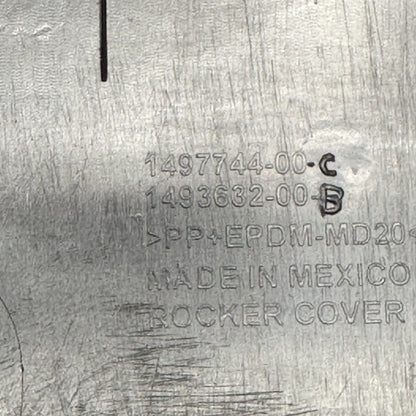 1497744-00-C
1493632-00-B
>PP+EPDM-MD20<
MADE IN MEXICO
ROCKER COVER